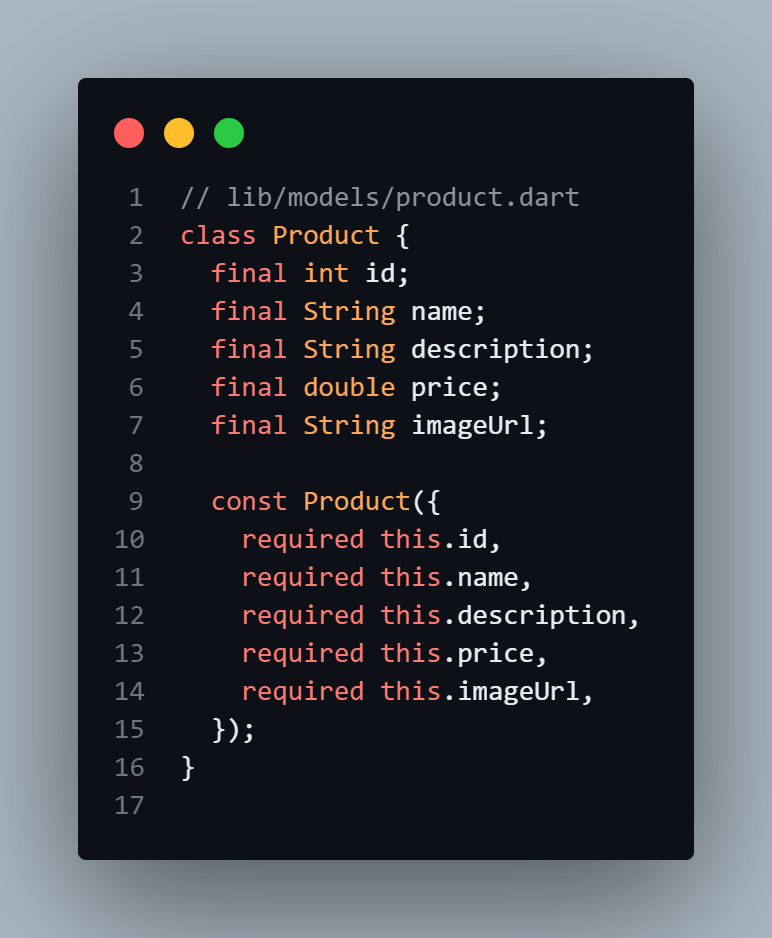 1 // lib/models/product.dart
2 class Product {
3   final int id;
4   final String name;
5   final String description;
6   final double price;
7   final String imageUrl;
8
9   const Product({
10     required this.id,
11     required this.name,
12     required this.description,
13     required this.price,
14     required this.imageUrl,
15   });
16 }
17